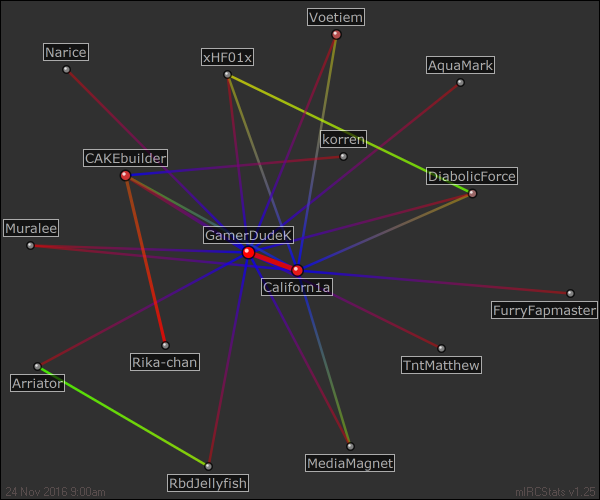 Voetiem
Narice
xHF01x
AquaMark
korren
CAKEbuilder
DiabolicForce
Muralee
GamerDudeK
Californ1a
FurryFapmaster
Rika-chan
TntMatthew
Arriator
MediaMagnet
RbdJellyfish
24 Nov 2016 9:00am
mIRCStats v1.25